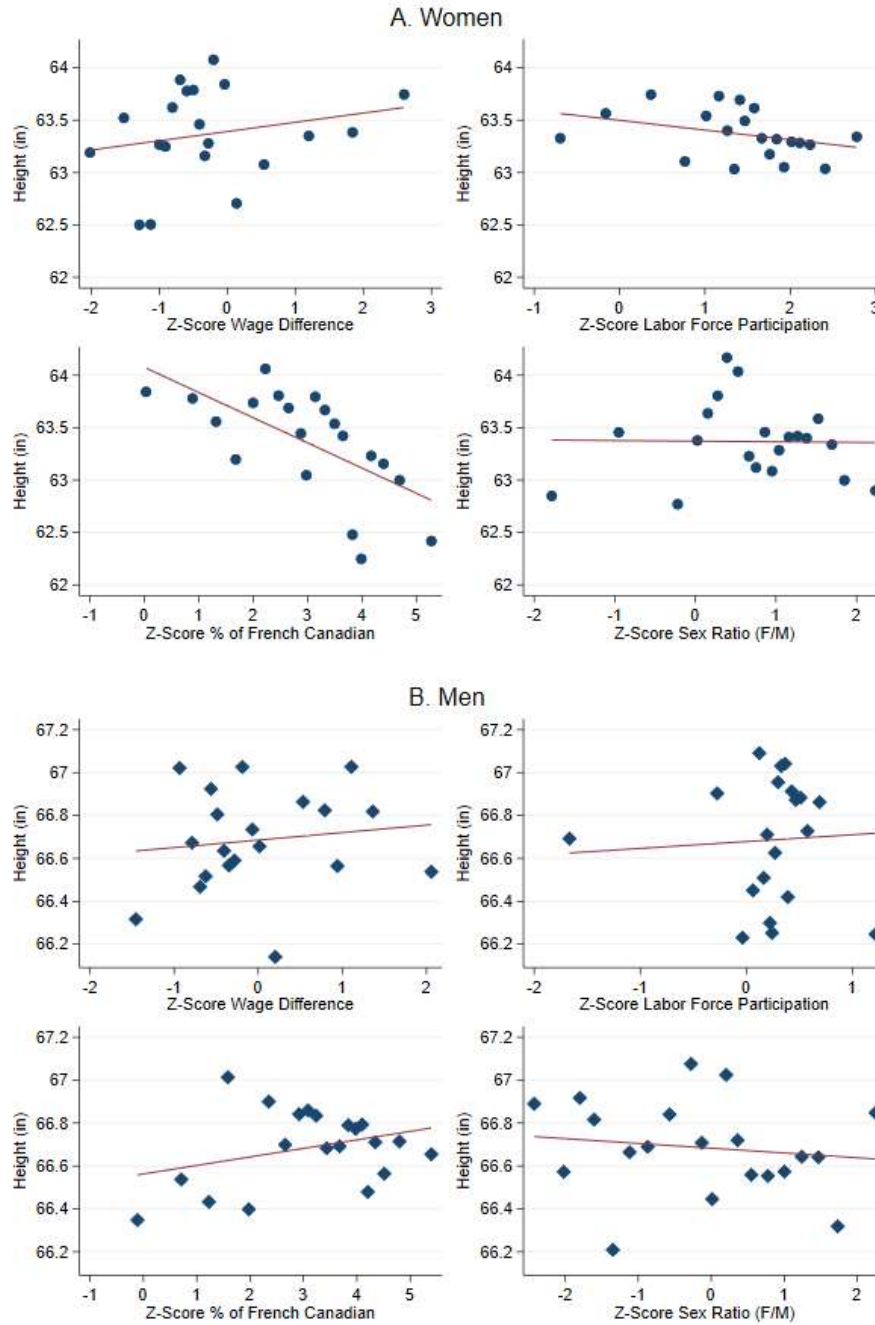 A. Women
Height (in)
64
63.5
63
62.5
62
-2 -1 0 1 2 3
Z-Score Wage Difference
Height (in)
64
63.5
63
62.5
62
-1 0 1 2 3
Z-Score Labor Force Participation
Height (in)
64
63.5
63
62.5
62
-1 0 1 2 3 4 5
Z-Score % of French Canadian
Height (in)
64
63.5
63
62.5
62
-2 -1 0 1 2
Z-Score Sex Ratio (F/M)
B. Men
Height (in)
67.2
67
66.8
66.6
66.4
66.2
-2 -1 0 1 2
Z-Score Wage Difference
Height (in)
67.2
67
66.8
66.6
66.4
66.2
-2 -1 0 1
Z-Score Labor Force Participation
Height (in)
67.2
67
66.8
66.6
66.4
66.2
-1 0 1 2 3 4 5
Z-Score % of French Canadian
Height (in)
67.2
67
66.8
66.6
66.4
66.2
-2 -1 0 1 2
Z-Score Sex Ratio (F/M)